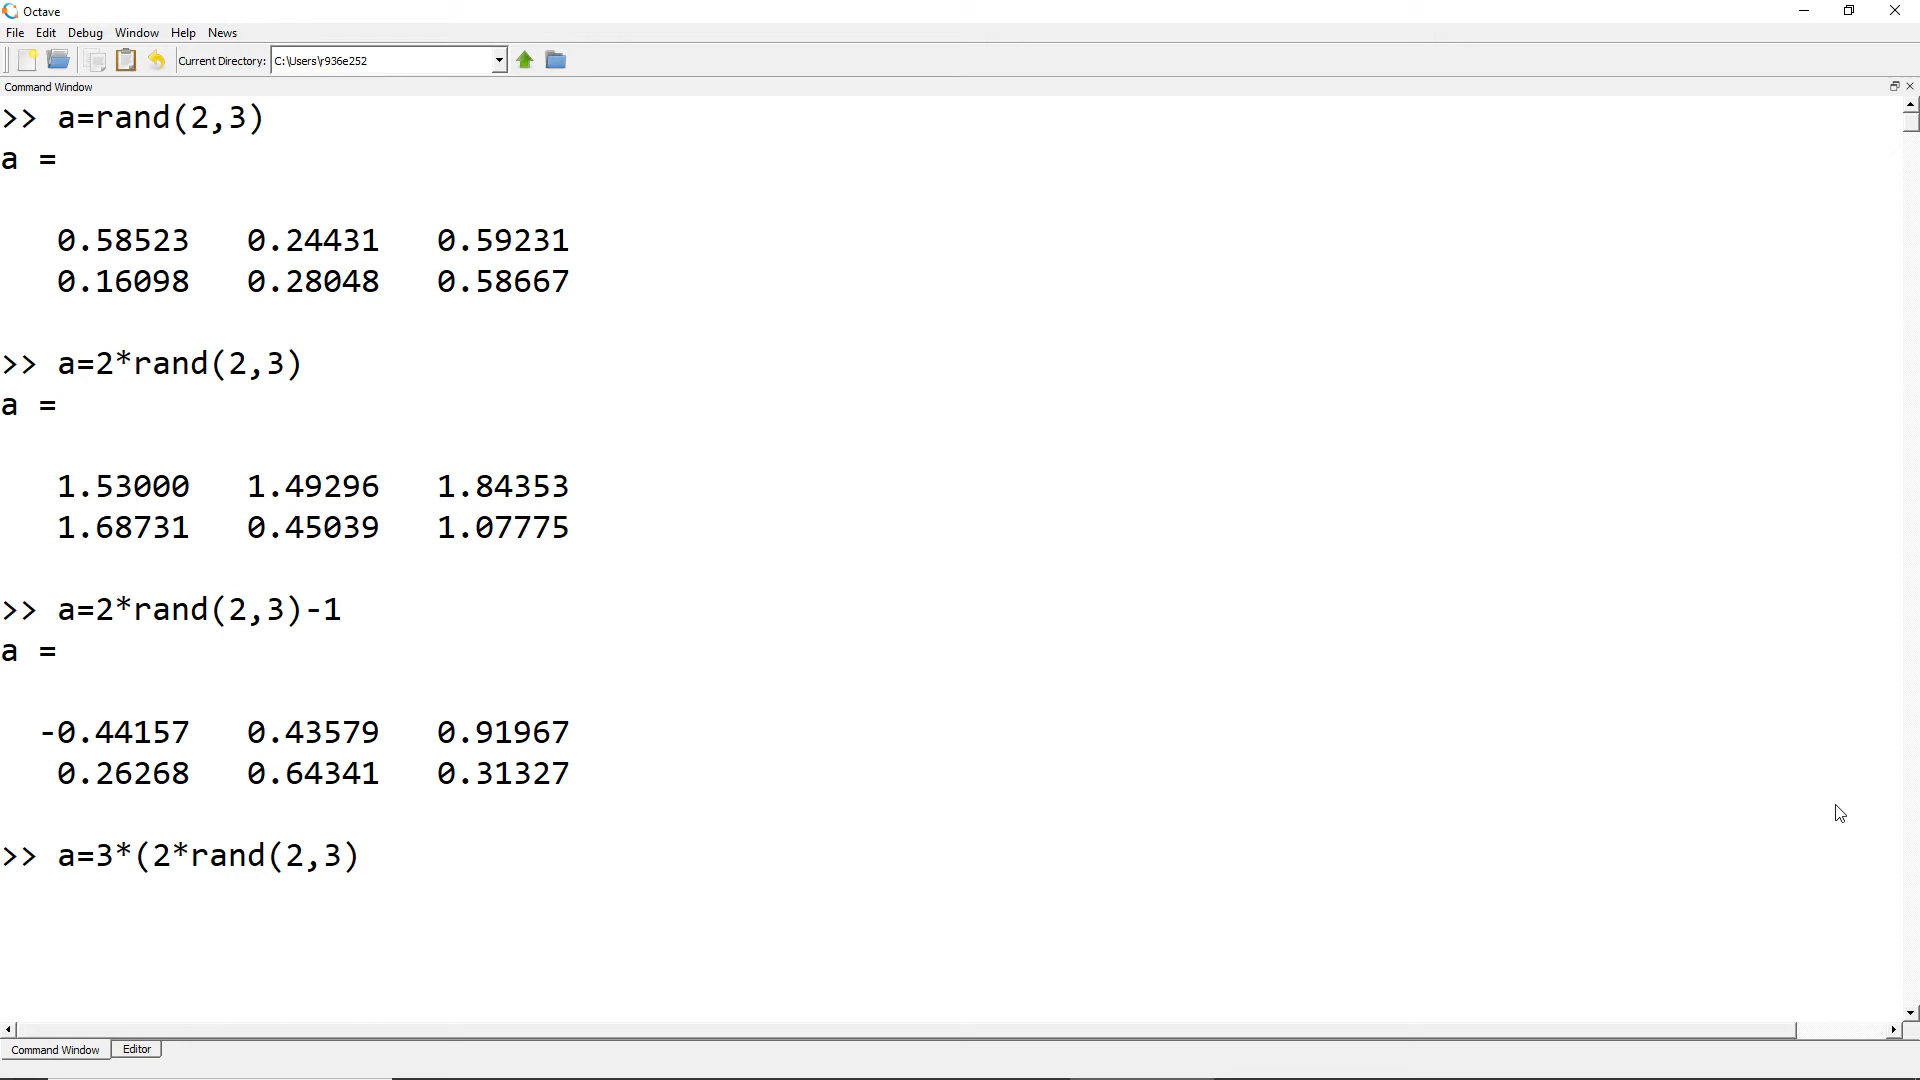 Octave
File Edit Debug Window Help News
Current Directory: C:\Users\r936e252
Command Window
>> a=rand(2,3)
a =
0.58523 0.24431 0.59231
0.16098 0.28048 0.58667
>> a=2*rand(2,3)
a =
1.53000 1.49296 1.84353
1.68731 0.45039 1.07775
>> a=2*rand(2,3)-1
a =
-0.44157 0.43579 0.91967
0.26268 0.64341 0.31327
>> a=3*(2*rand(2,3)
Command Window Editor